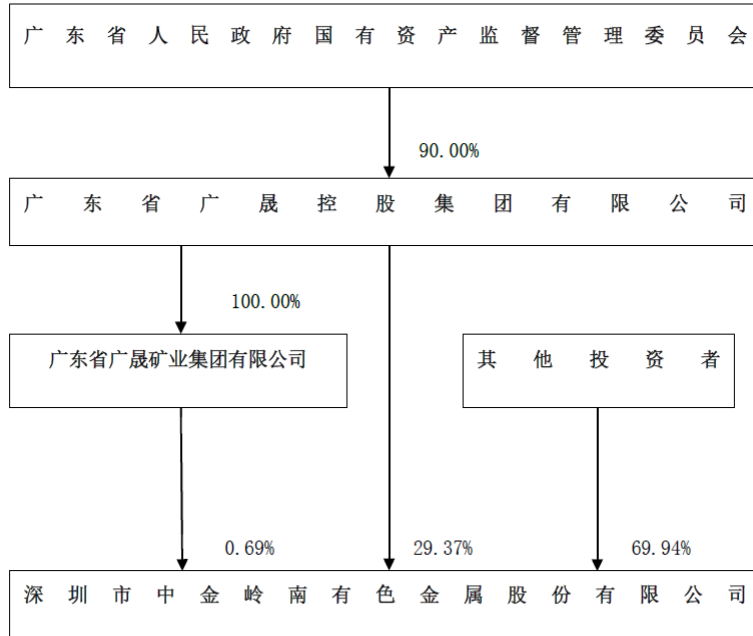 广东省人民政府国有资产监督管理委员会
90.00%
广东省广晟控股集团有限公司
100.00%
广东省广晟矿业集团有限公司
其他投资者
0.69%
29.37%
69.94%
深圳市中金岭南有色金属股份有限公司